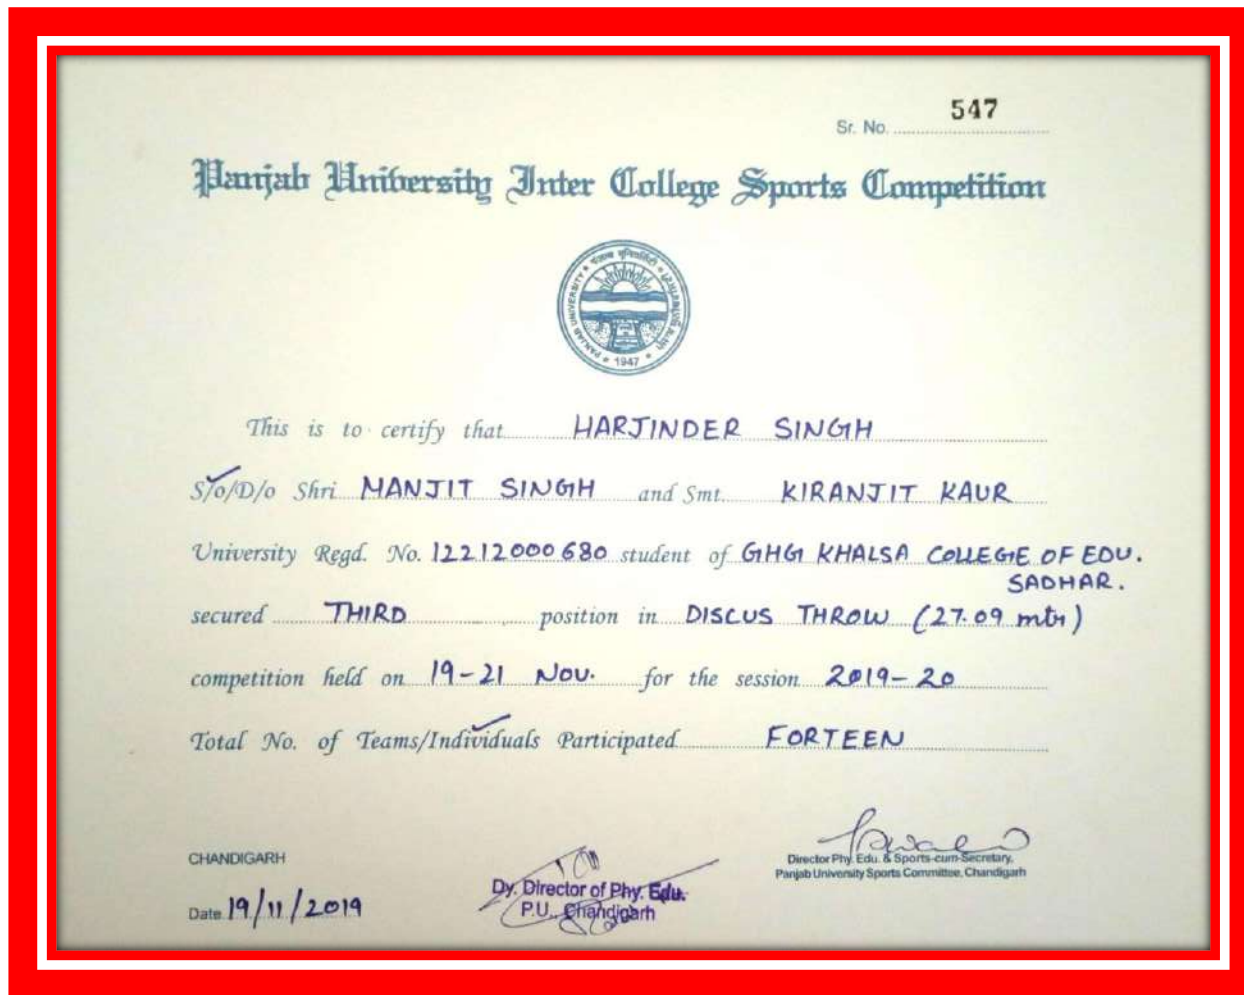 Sr. No. 547
Panjab University Inter College Sports Competition
PANJAB UNIVERSITY
1947
This is to certify that HARJINDER SINGH
S/o/D/o Shri MANJIT SINGH and Smt. KIRANJIT KAUR
University Regd. No. 12212000680 student of GHG KHALSA COLLEGE OF EDU.
SADHAR.
secured THIRD position in DISCUS THROW (27.09 mtr)
competition held on 19-21 Nov. for the session 2019-20
Total No. of Teams/Individuals Participated FORTEEN
CHANDIGARH
Date 19/11/2019
Dy. Director of Phy. Edu.
P.U., Chandigarh
Director Phy. Edu. & Sports-cum-Secretary,
Panjab University Sports Committee, Chandigarh